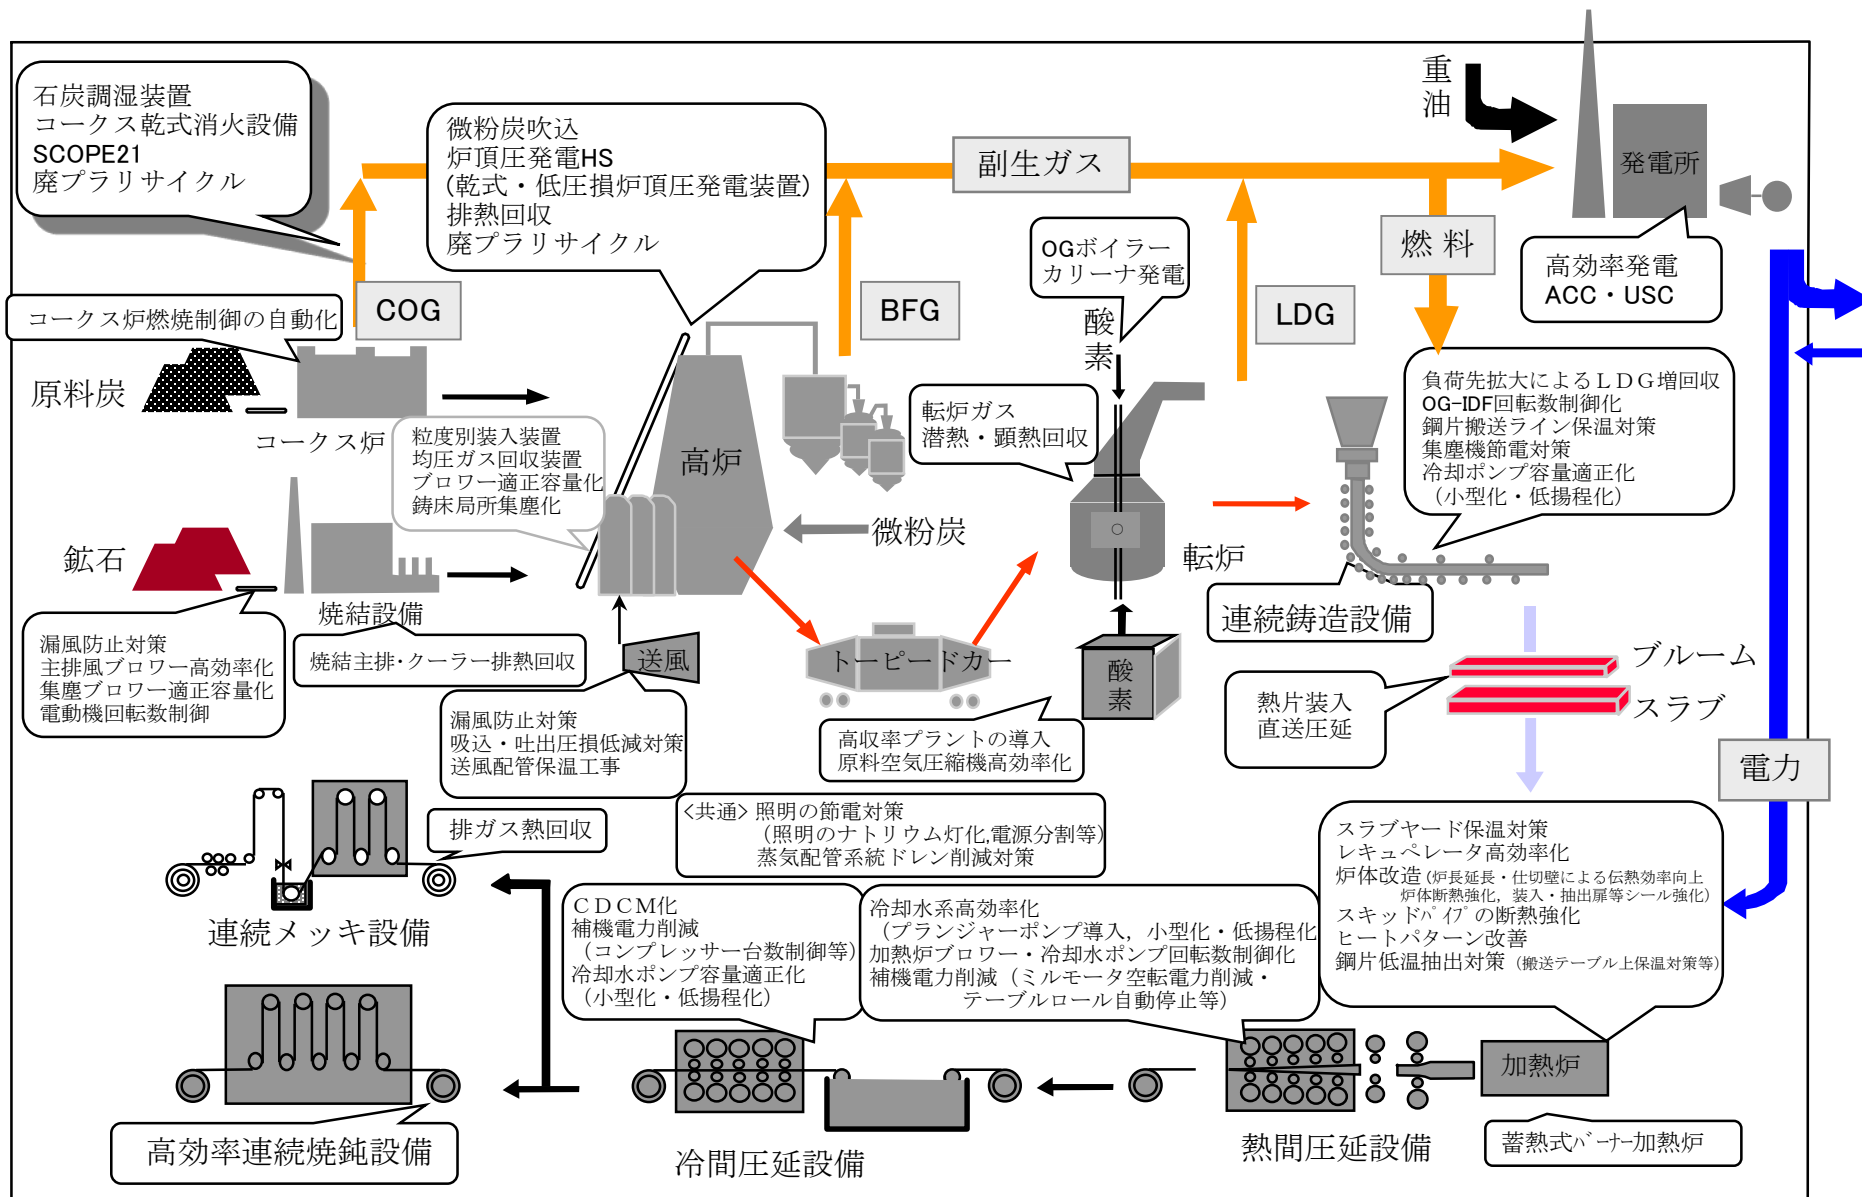 石炭調湿装置
コークス乾式消火設備
SCOPE21
廃プラリサイクル
微粉炭吹込
炉頂圧発電HS
(乾式・低圧損炉頂圧発電装置)
排熱回収
廃プラリサイクル
副生ガス
重油
発電所
燃料
高効率発電
ACC・USC
OGボイラー
カリーナ発電
コークス炉燃焼制御の自動化
COG
BFG
LDG
酸素
原料炭
コークス炉
粒度別装入装置
均圧ガス回収装置
ブロワー適正容量化
鋳床局所集塵化
高炉
転炉ガス
潜熱・顕熱回収
負荷先拡大によるＬＤＧ増回収
OG-IDF回転数制御化
鋼片搬送ライン保温対策
集塵機節電対策
冷却ポンプ容量適正化
（小型化・低揚程化）
微粉炭
転炉
鉱石
焼結設備
連続鋳造設備
漏風防止対策
主排風ブロワー高効率化
集塵ブロワー適正容量化
電動機回転数制御
焼結主排・クーラー排熱回収
送風
トーピードカー
酸素
ブルーム
スラブ
熱片装入
直送圧延
漏風防止対策
吸込・吐出圧損低減対策
送風配管保温工事
高収率プラントの導入
原料空気圧縮機高効率化
電力
<共通> 照明の節電対策
（照明のナトリウム灯化,電源分割等）
蒸気配管系統ドレン削減対策
排ガス熱回収
スラブヤード保温対策
レキュペレータ高効率化
炉体改造（炉長延長・仕切壁による伝熱効率向上
炉体断熱強化，装入・抽出扉等シール強化）
スキッドﾊﾟｲﾌﾟの断熱強化
ヒートパターン改善
鋼片低温抽出対策（搬送テーブル上保温対策等）
連続メッキ設備
ＣＤＣＭ化
補機電力削減
（コンプレッサー台数制御等）
冷却水ポンプ容量適正化
（小型化・低揚程化）
冷却水系高効率化
（プランジャーポンプ導入，小型化・低揚程化
加熱炉ブロワー・冷却水ポンプ回転数制御化
補機電力削減（ミルモータ空転電力削減・
テーブルロール自動停止等）
加熱炉
高効率連続焼鈍設備
冷間圧延設備
熱間圧延設備
蓄熱式ﾊﾞｰﾅｰ加熱炉